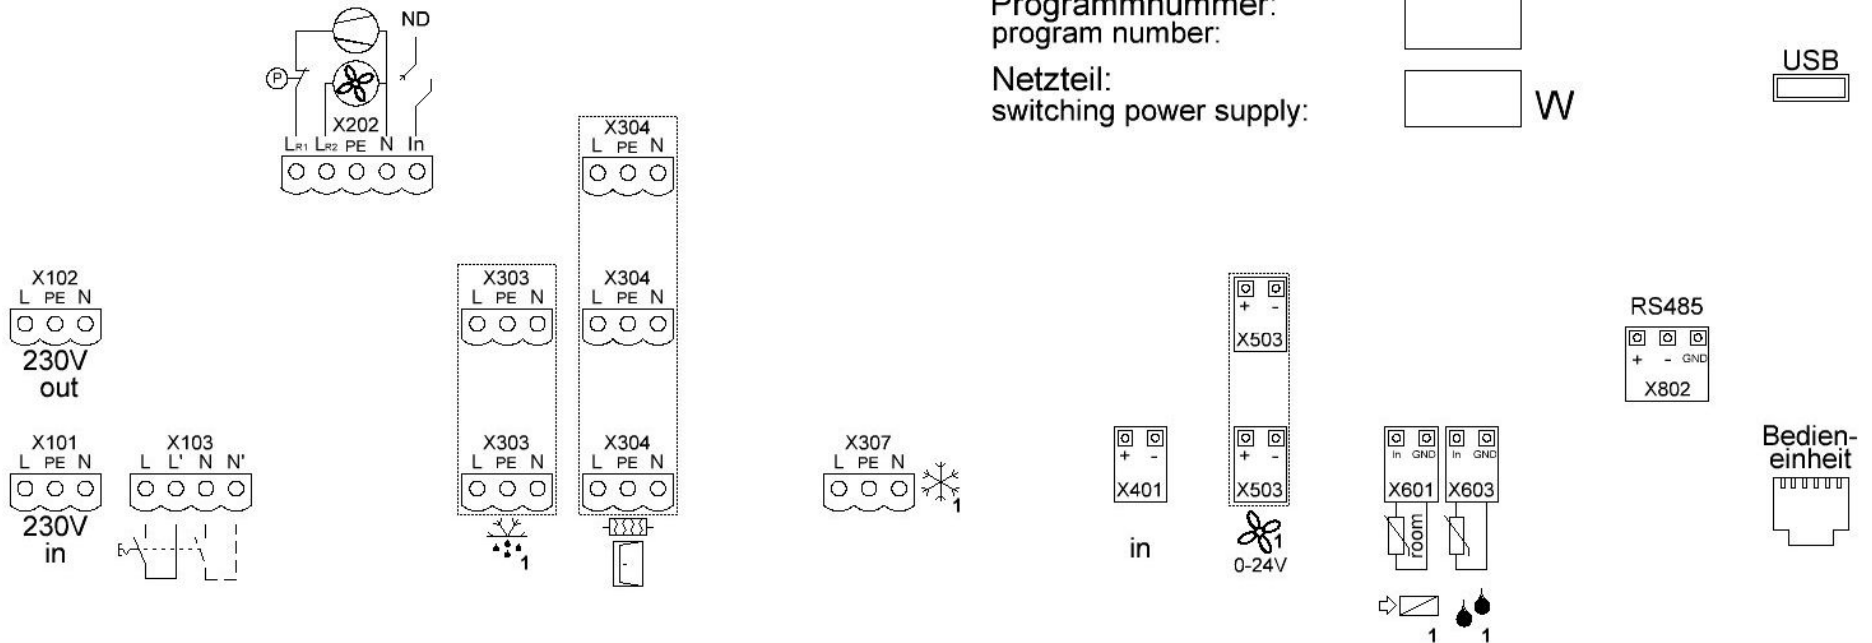 ND
P
X202
LR1 LR2 PE N In
Programmnummer:
program number:
Netzteil:
switching power supply:
W
USB
X304
L PE N
X102
L PE N
230V
out
X303
L PE N
X304
L PE N
+ -
X503
RS485
+ - GND
X802
X101
L PE N
230V
in
X103
L L' N N'
X303
L PE N
1
X304
L PE N
X307
L PE N
1
+ -
X401
in
+ -
X503
1
0-24V
In GND
X601
room
1
In GND
X603
1
Bedien-
einheit